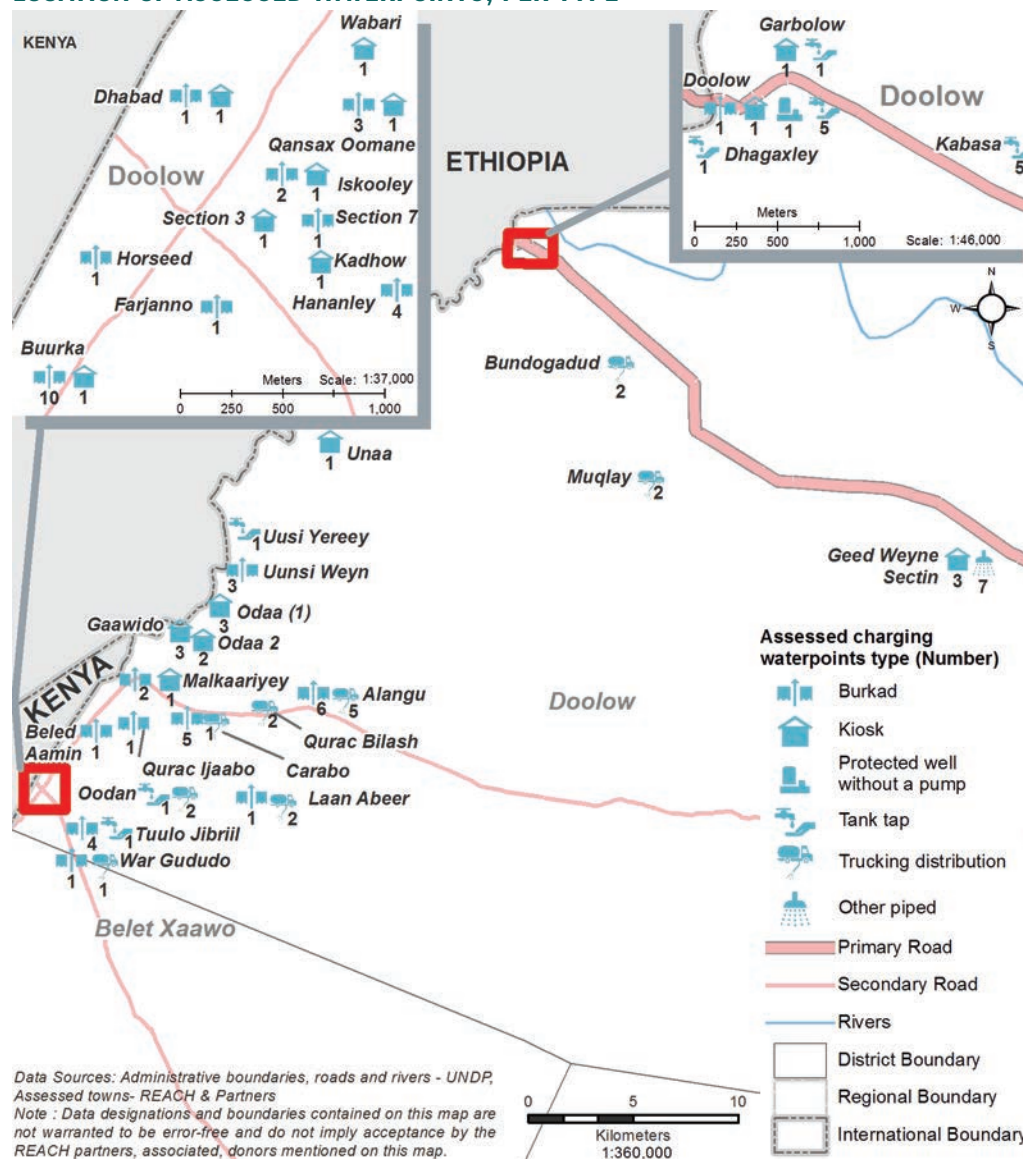 KENYA
Wabari
1
Dhabad
1
1
3
1
Qansax Oomane
Doolow
2
1
Iskooley
Section 3
1
Section 7
1
Horseed
1
Kadhow
1
Farjanno
1
Hananley
4
Buurka
10
1
Meters Scale: 1:37,000
0 250 500 1,000
Garbolow
1
1
Doolow
1
1
1
5
Doolow
1
Dhagaxley
Kabasa
5
Meters
0 250 500 1,000
Scale: 1:46,000
ETHIOPIA
N
W
S
Bundogadud
2
Muqlay
2
Geed Weyne
Sectin
3
7
1
Unaa
1
Uusi Yereey
3
Uunsi Weyn
3
Odaa (1)
Gaawido
3
2
Odaa 2
KENYA
2
1
Malkaariyey
6
5
Alangu
Doolow
Beled
Aamin
1
1
Qurac Ijaabo
5
1
Carabo
2
Qurac Bilash
Oodan
1
2
1
2
Laan Abeer
4
1
Tuulo Jibriil
1
1
War Gududo
Belet Xaawo
Assessed charging
waterpoints type (Number)
Burkad
Kiosk
Protected well
without a pump
Tank tap
Trucking distribution
Other piped
Primary Road
Secondary Road
Rivers
District Boundary
Regional Boundary
International Boundary
Data Sources: Administrative boundaries, roads and rivers - UNDP,
Assessed towns- REACH & Partners
Note : Data designations and boundaries contained on this map are
not warranted to be error-free and do not imply acceptance by the
REACH partners, associated, donors mentioned on this map.
0 5 10
Kilometers
1:360,000